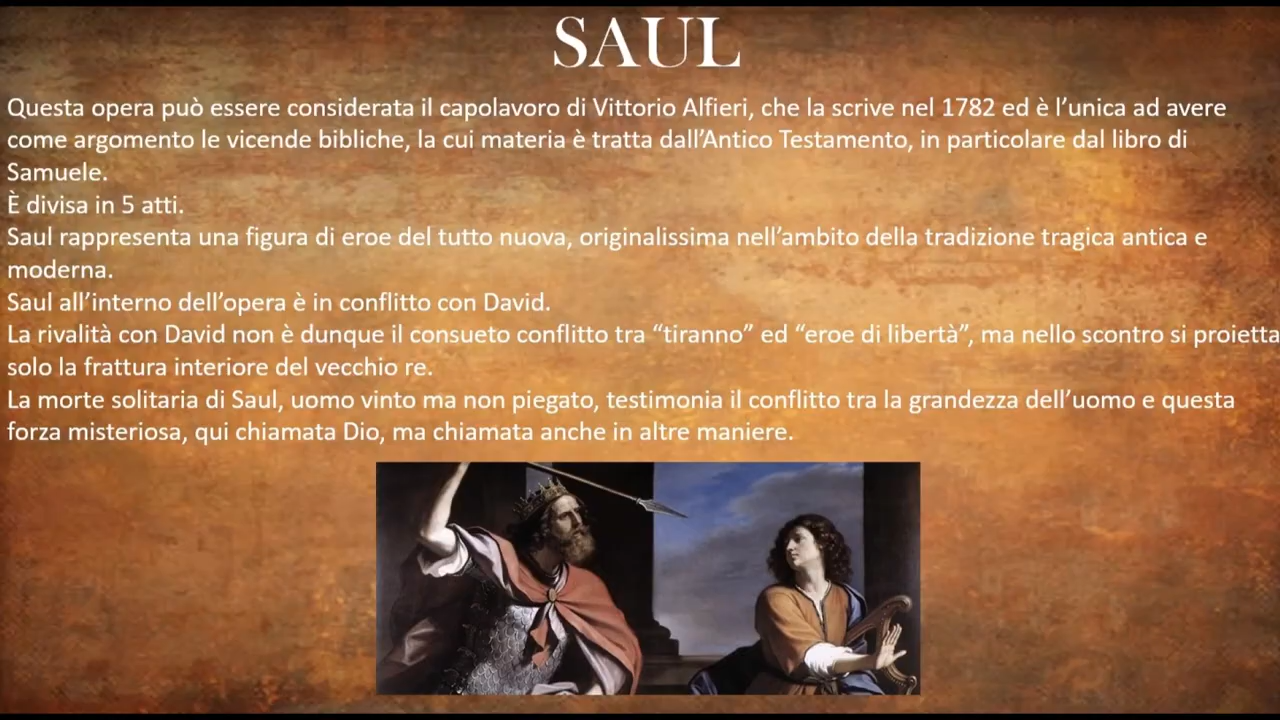 SAUL
Questa opera può essere considerata il capolavoro di Vittorio Alfieri, che la scrive nel 1782 ed è l’unica ad avere
come argomento le vicende bibliche, la cui materia è tratta dall’Antico Testamento, in particolare dal libro di
Samuele.
È divisa in 5 atti.
Saul rappresenta una figura di eroe del tutto nuova, originalissima nell’ambito della tradizione tragica antica e
moderna.
Saul all’interno dell’opera è in conflitto con David.
La rivalità con David non è dunque il consueto conflitto tra “tiranno” ed “eroe di libertà”, ma nello scontro si proietta
solo la frattura interiore del vecchio re.
La morte solitaria di Saul, uomo vinto ma non piegato, testimonia il conflitto tra la grandezza dell’uomo e questa
forza misteriosa, qui chiamata Dio, ma chiamata anche in altre maniere.